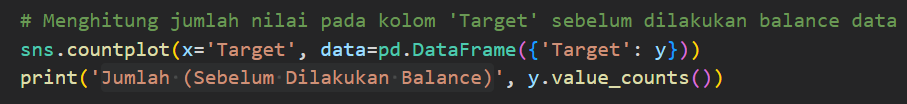 # Menghitung jumlah nilai pada kolom 'Target' sebelum dilakukan balance data
sns.countplot(x='Target', data=pd.DataFrame({'Target': y}))
print('Jumlah (Sebelum Dilakukan Balance)', y.value_counts())